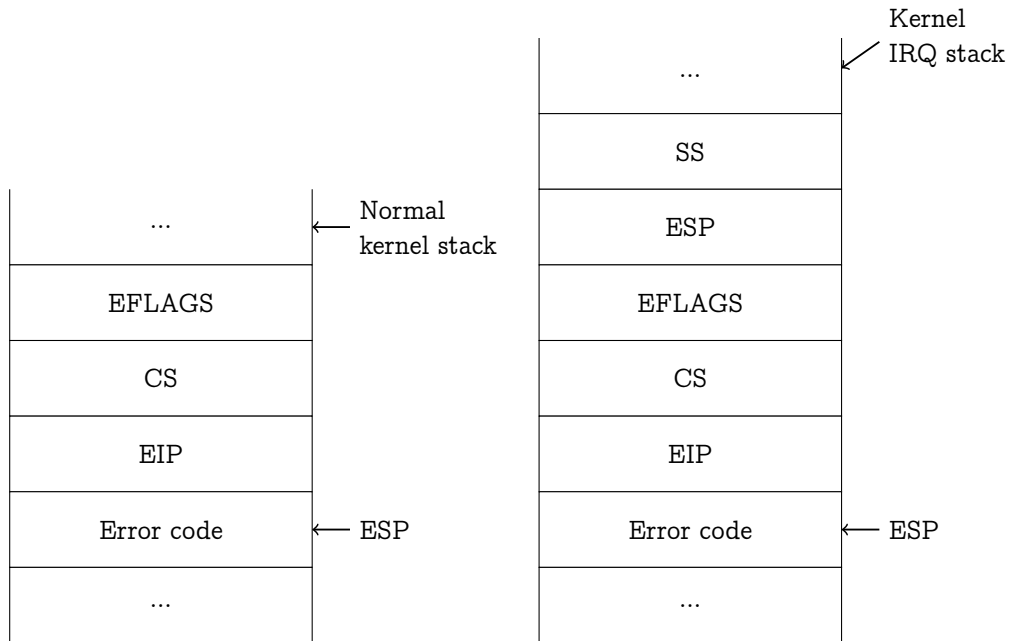 ...
EFLAGS
CS
EIP
Error code
...
Normal
kernel stack
ESP
...
SS
ESP
EFLAGS
CS
EIP
Error code
...
Kernel
IRQ stack
ESP